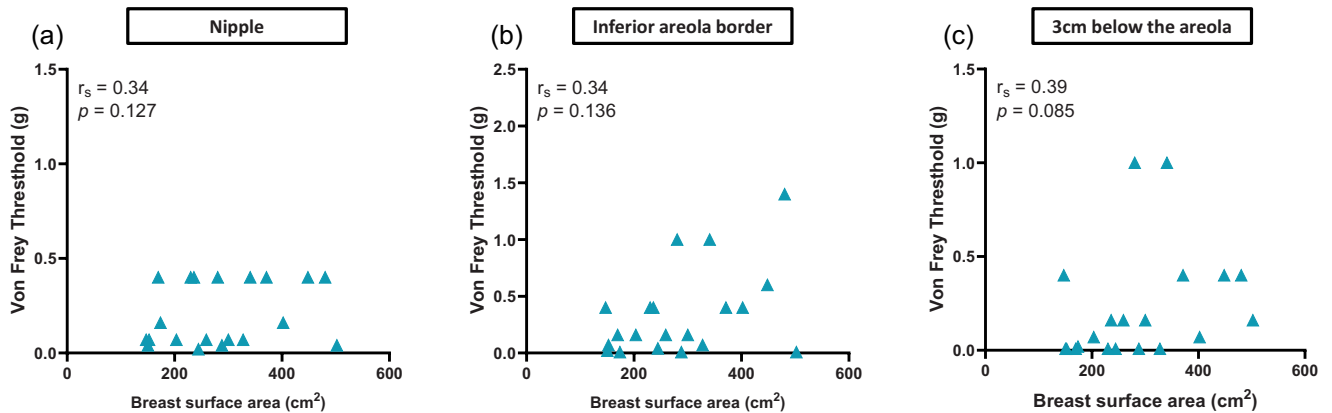 (a)
Nipple
1.5
1.0
0.5
0.0
r_s = 0.34
p = 0.127
Von Frey Thresthold (g)
0
200
400
600
Breast surface area (cm²)
(b)
Inferior areola border
2.5
2.0
1.5
1.0
0.5
0.0
r_s = 0.34
p = 0.136
Von Frey Thresthold (g)
0
200
400
600
Breast surface area (cm²)
(c)
3cm below the areola
1.5
1.0
0.5
0.0
r_s = 0.39
p = 0.085
Von Frey Thresthold (g)
0
200
400
600
Breast surface area (cm²)